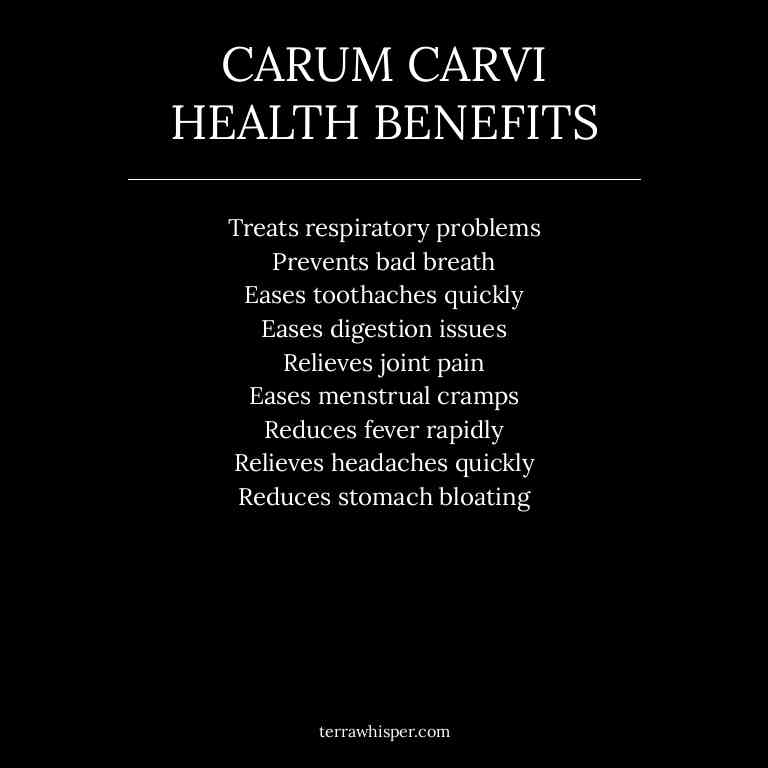 CARUM CARVI
HEALTH BENEFITS
Treats respiratory problems
Prevents bad breath
Eases toothaches quickly
Eases digestion issues
Relieves joint pain
Eases menstrual cramps
Reduces fever rapidly
Relieves headaches quickly
Reduces stomach bloating
terrawhisper.com